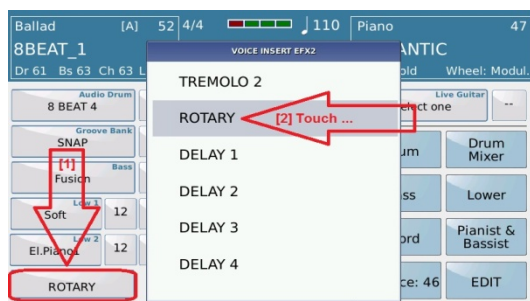 Ballad [A] 52 4/4 110 Piano 47
8BEAT_1
ANTIC
Dr 61 Bs 63 Ch 63 L
old Wheel: Modul.
VOICE INSERT EFX2
TREMOLO 2
ROTARY
DELAY 1
DELAY 2
DELAY 3
DELAY 4
[2] Touch ...
Audio Drum
8 BEAT 4
Groove Bank
SNAP
[1]
Bass
Fusion
Low 1
Soft 12
Low 2
El.Piano1 12
ROTARY
Live Guitar
elect one --
um
Drum
Mixer
ss
Lower
ord
Pianist &
Bassist
ce: 46
EDIT